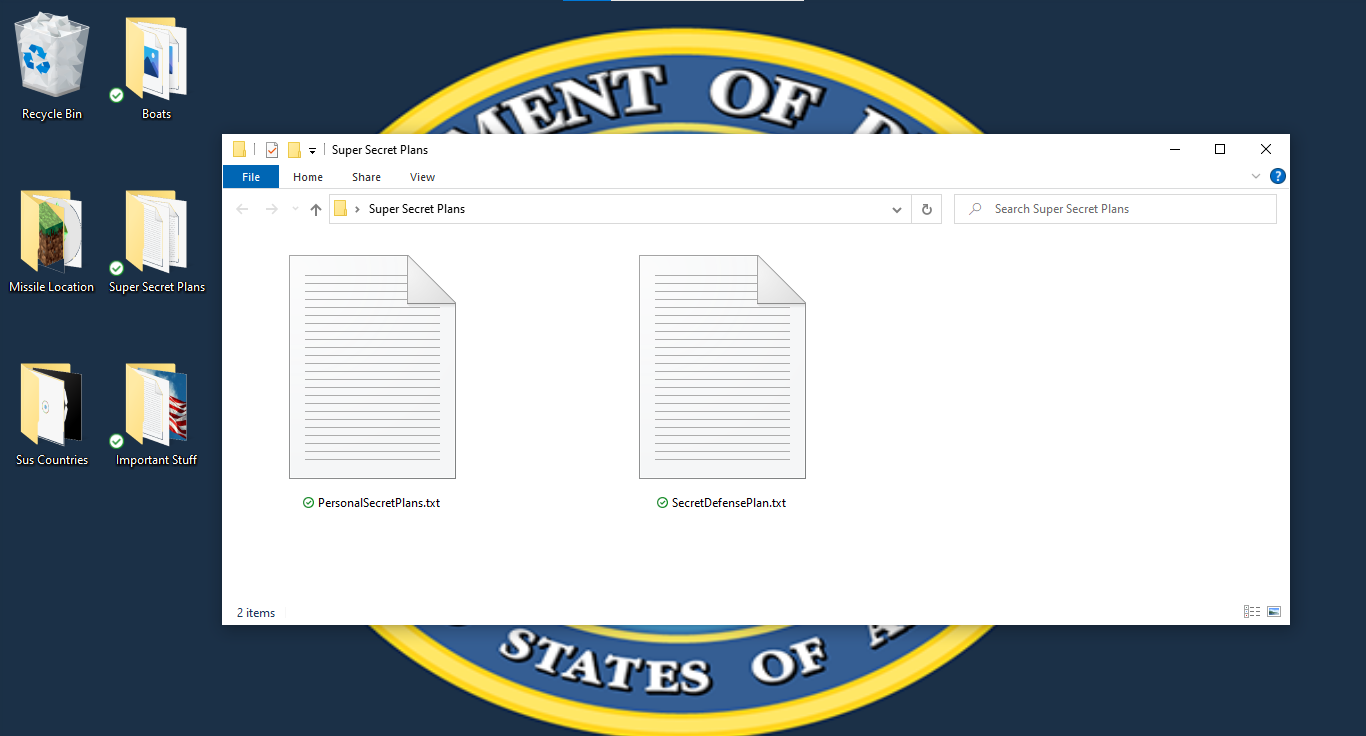 Recycle Bin
Boats
MENT OF D
Super Secret Plans
File
Home
Share
View
Super Secret Plans
Search Super Secret Plans
Missile Location
Super Secret Plans
PersonalSecretPlans.txt
SecretDefensePlan.txt
Sus Countries
Important Stuff
2 items
STATES OF A